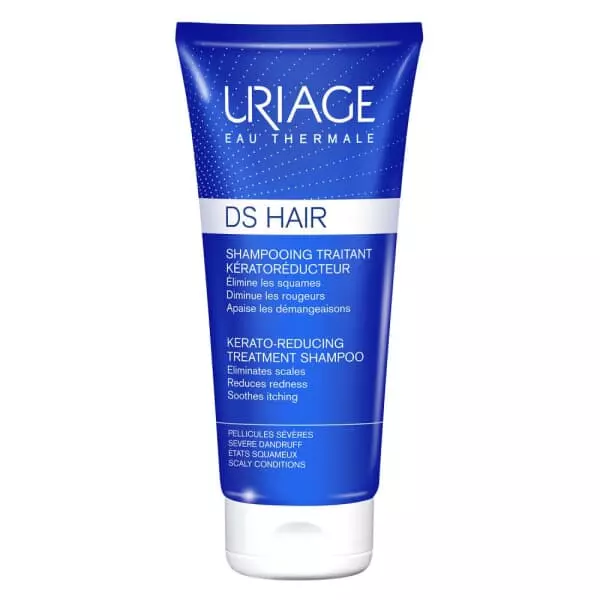 URIAGE
EAU THERMALE
DS HAIR
SHAMPOOING TRAITANT
KÉRATORÉDUCTEUR
Élimine les squames
Diminue les rougeurs
Apaise les démangeaisons
KERATO-REDUCING
TREATMENT SHAMPOO
Eliminates scales
Reduces redness
Soothes itching
PELLICULES SÉVÈRES
SEVERE DANDRUFF
ÉTATS SQUAMEUX
SCALY CONDITIONS